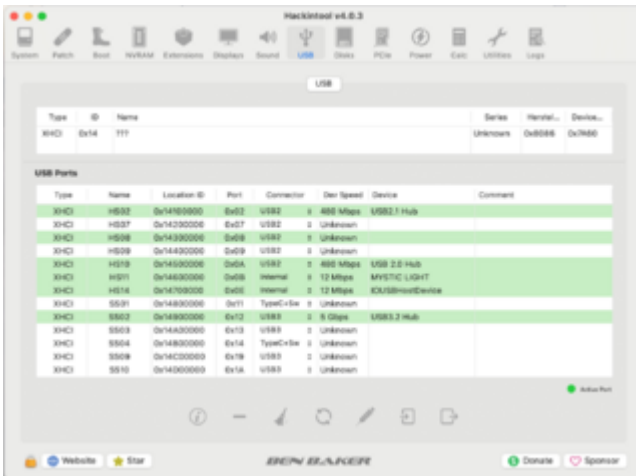 Hackintool v4.0.3
System Patch Boot NVRAM Extensions Displays Sound USB Disks PCIe Power Calc Utilities Logs
USB
Type ID Name Series Herstel... Device...
XHCI 0x14 ??? Unknown 0x8086 0x7A60
USB Ports
Type Name Location ID Port Connector Dev Speed Device Comment
XHCI HS02 0x14100000 0x02 USB2 480 Mbps USB2.1 Hub
XHCI HS07 0x14200000 0x07 USB2 Unknown
XHCI HS08 0x14300000 0x08 USB2 Unknown
XHCI HS09 0x14400000 0x09 USB2 Unknown
XHCI HS10 0x14500000 0x0A USB2 480 Mbps USB 2.0 Hub
XHCI HS11 0x14600000 0x0B Internal 12 Mbps MYSTIC LIGHT
XHCI HS14 0x14700000 0x0E Internal 12 Mbps IOUSBHostDevice
XHCI SS01 0x14800000 0x11 TypeC+Sw Unknown
XHCI SS02 0x14900000 0x12 USB3 5 Gbps USB3.2 Hub
XHCI SS03 0x14A00000 0x13 USB3 Unknown
XHCI SS04 0x14B00000 0x14 TypeC+Sw Unknown
XHCI SS09 0x14C00000 0x19 USB3 Unknown
XHCI SS10 0x14D00000 0x1A USB3 Unknown
Active Port
Website Star BEN BAKER Donate Sponsor